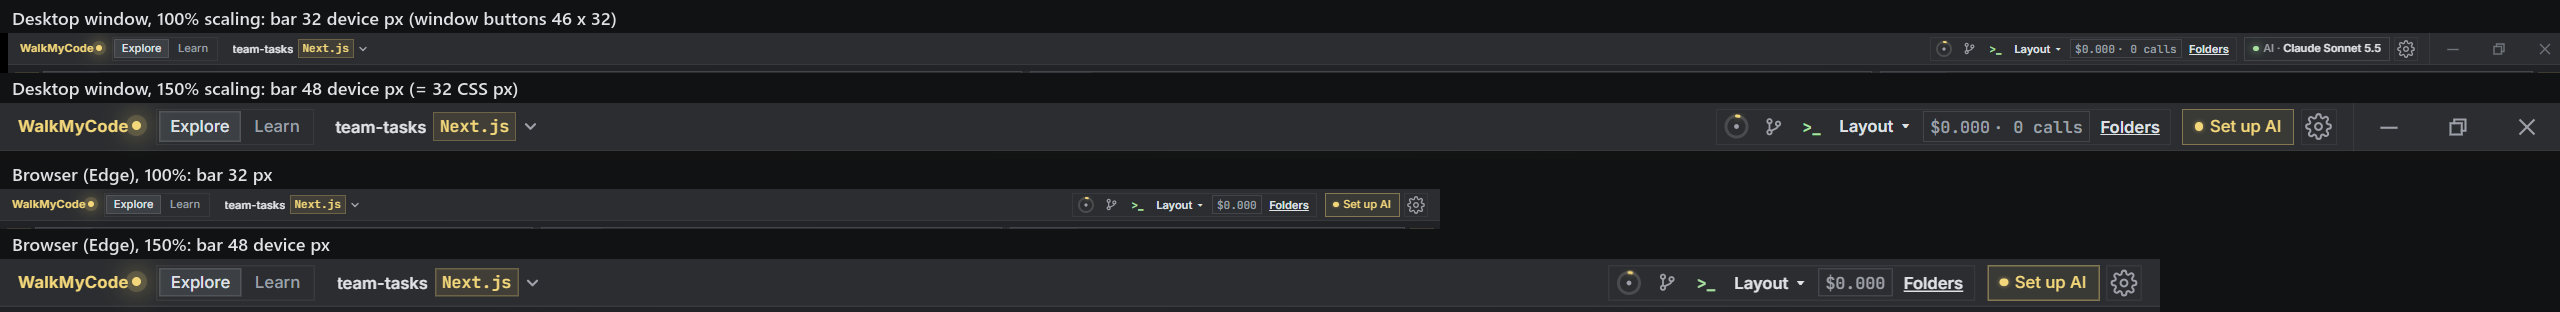 Desktop window, 100% scaling: bar 32 device px (window buttons 46 x 32)
WalkMyCode Explore Learn team-tasks Next.js >_ Layout $0.000 · 0 calls Folders AI · Claude Sonnet 5.5
Desktop window, 150% scaling: bar 48 device px (= 32 CSS px)
WalkMyCode Explore Learn team-tasks Next.js >_ Layout $0.000 · 0 calls Folders Set up AI
Browser (Edge), 100%: bar 32 px
WalkMyCode Explore Learn team-tasks Next.js >_ Layout $0.000 Folders Set up AI
Browser (Edge), 150%: bar 48 device px
WalkMyCode Explore Learn team-tasks Next.js >_ Layout $0.000 Folders Set up AI